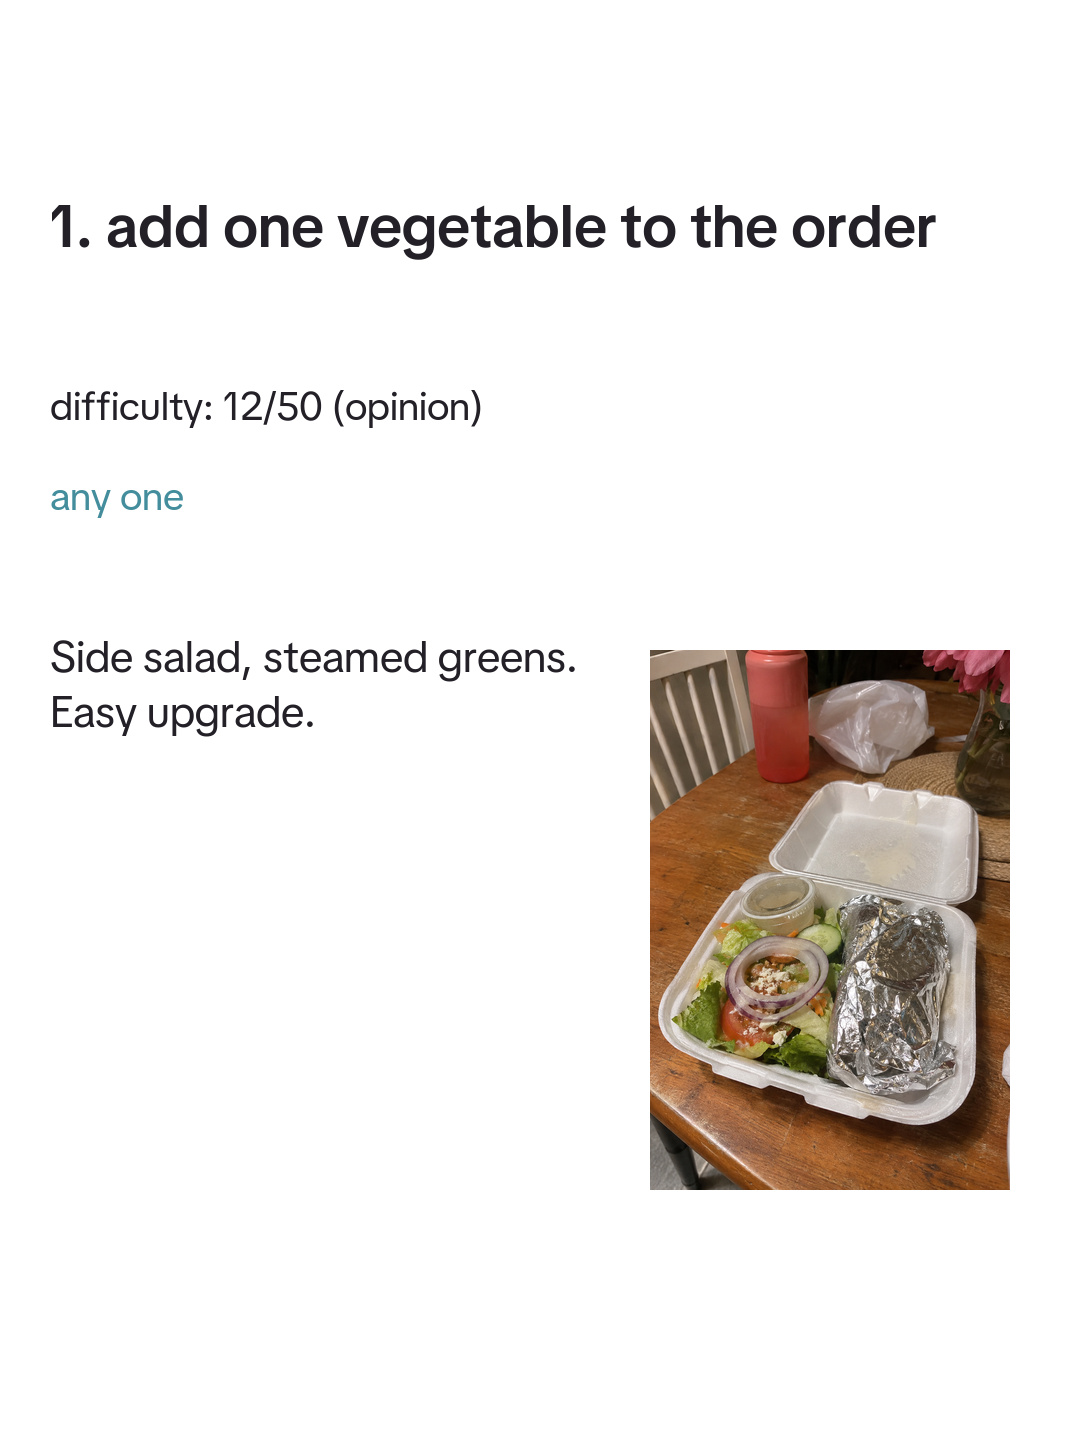 1. add one vegetable to the order
difficulty: 12/50 (opinion)
any one
Side salad, steamed greens.
Easy upgrade.